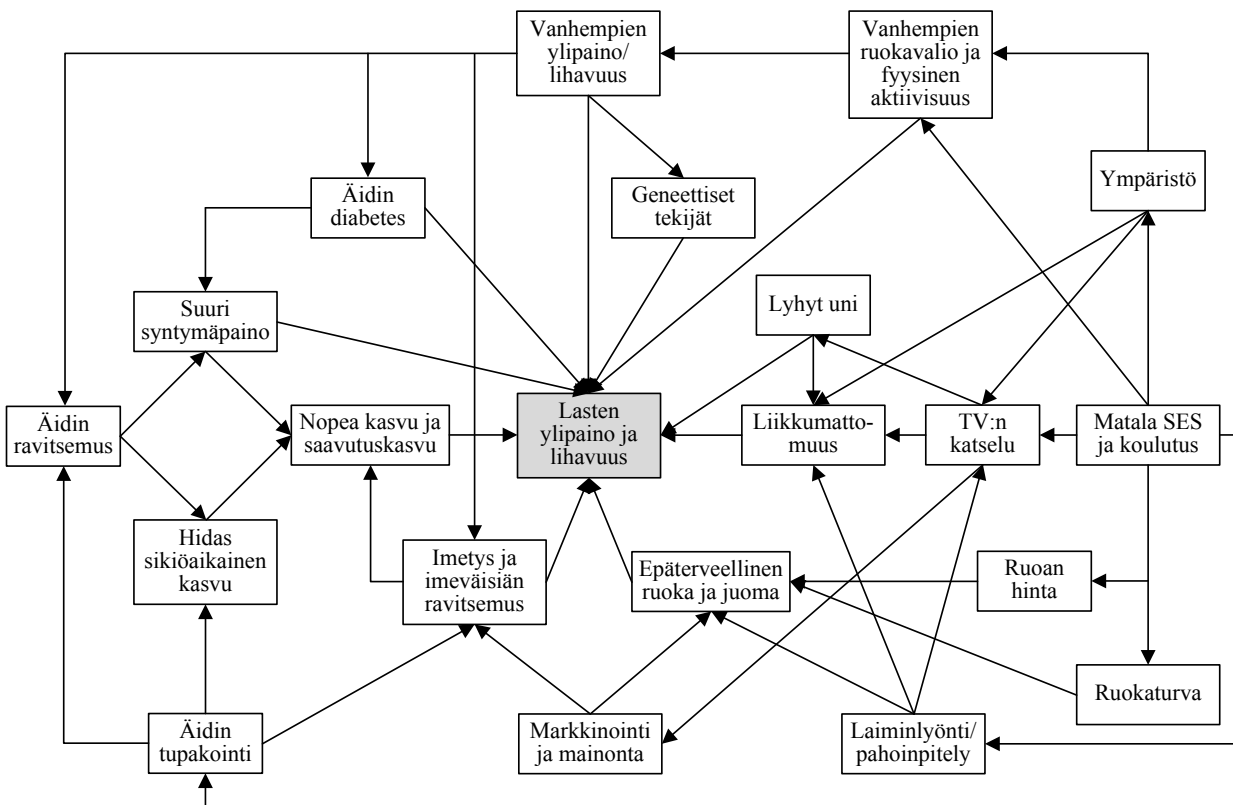 Vanhempien
ylipaino/
lihavuus
Vanhempien
ruokavalio ja
fyysinen
aktiivisuus
Ympäristö
Äidin
diabetes
Geneettiset
tekijät
Suuri
syntymäpaino
Lyhyt uni
Äidin
ravitsemus
Nopea kasvu ja
saavutuskasvu
Lasten
ylipaino ja
lihavuus
Liikkumatto-
muus
TV:n
katselu
Matala SES
ja koulutus
Hidas
sikiöaikainen
kasvu
Imetys ja
imeväisiän
ravitsemus
Epäterveellinen
ruoka ja juoma
Ruoan
hinta
Ruokaturva
Äidin
tupakointi
Markkinointi
ja mainonta
Laiminlyönti/
pahoinpitely